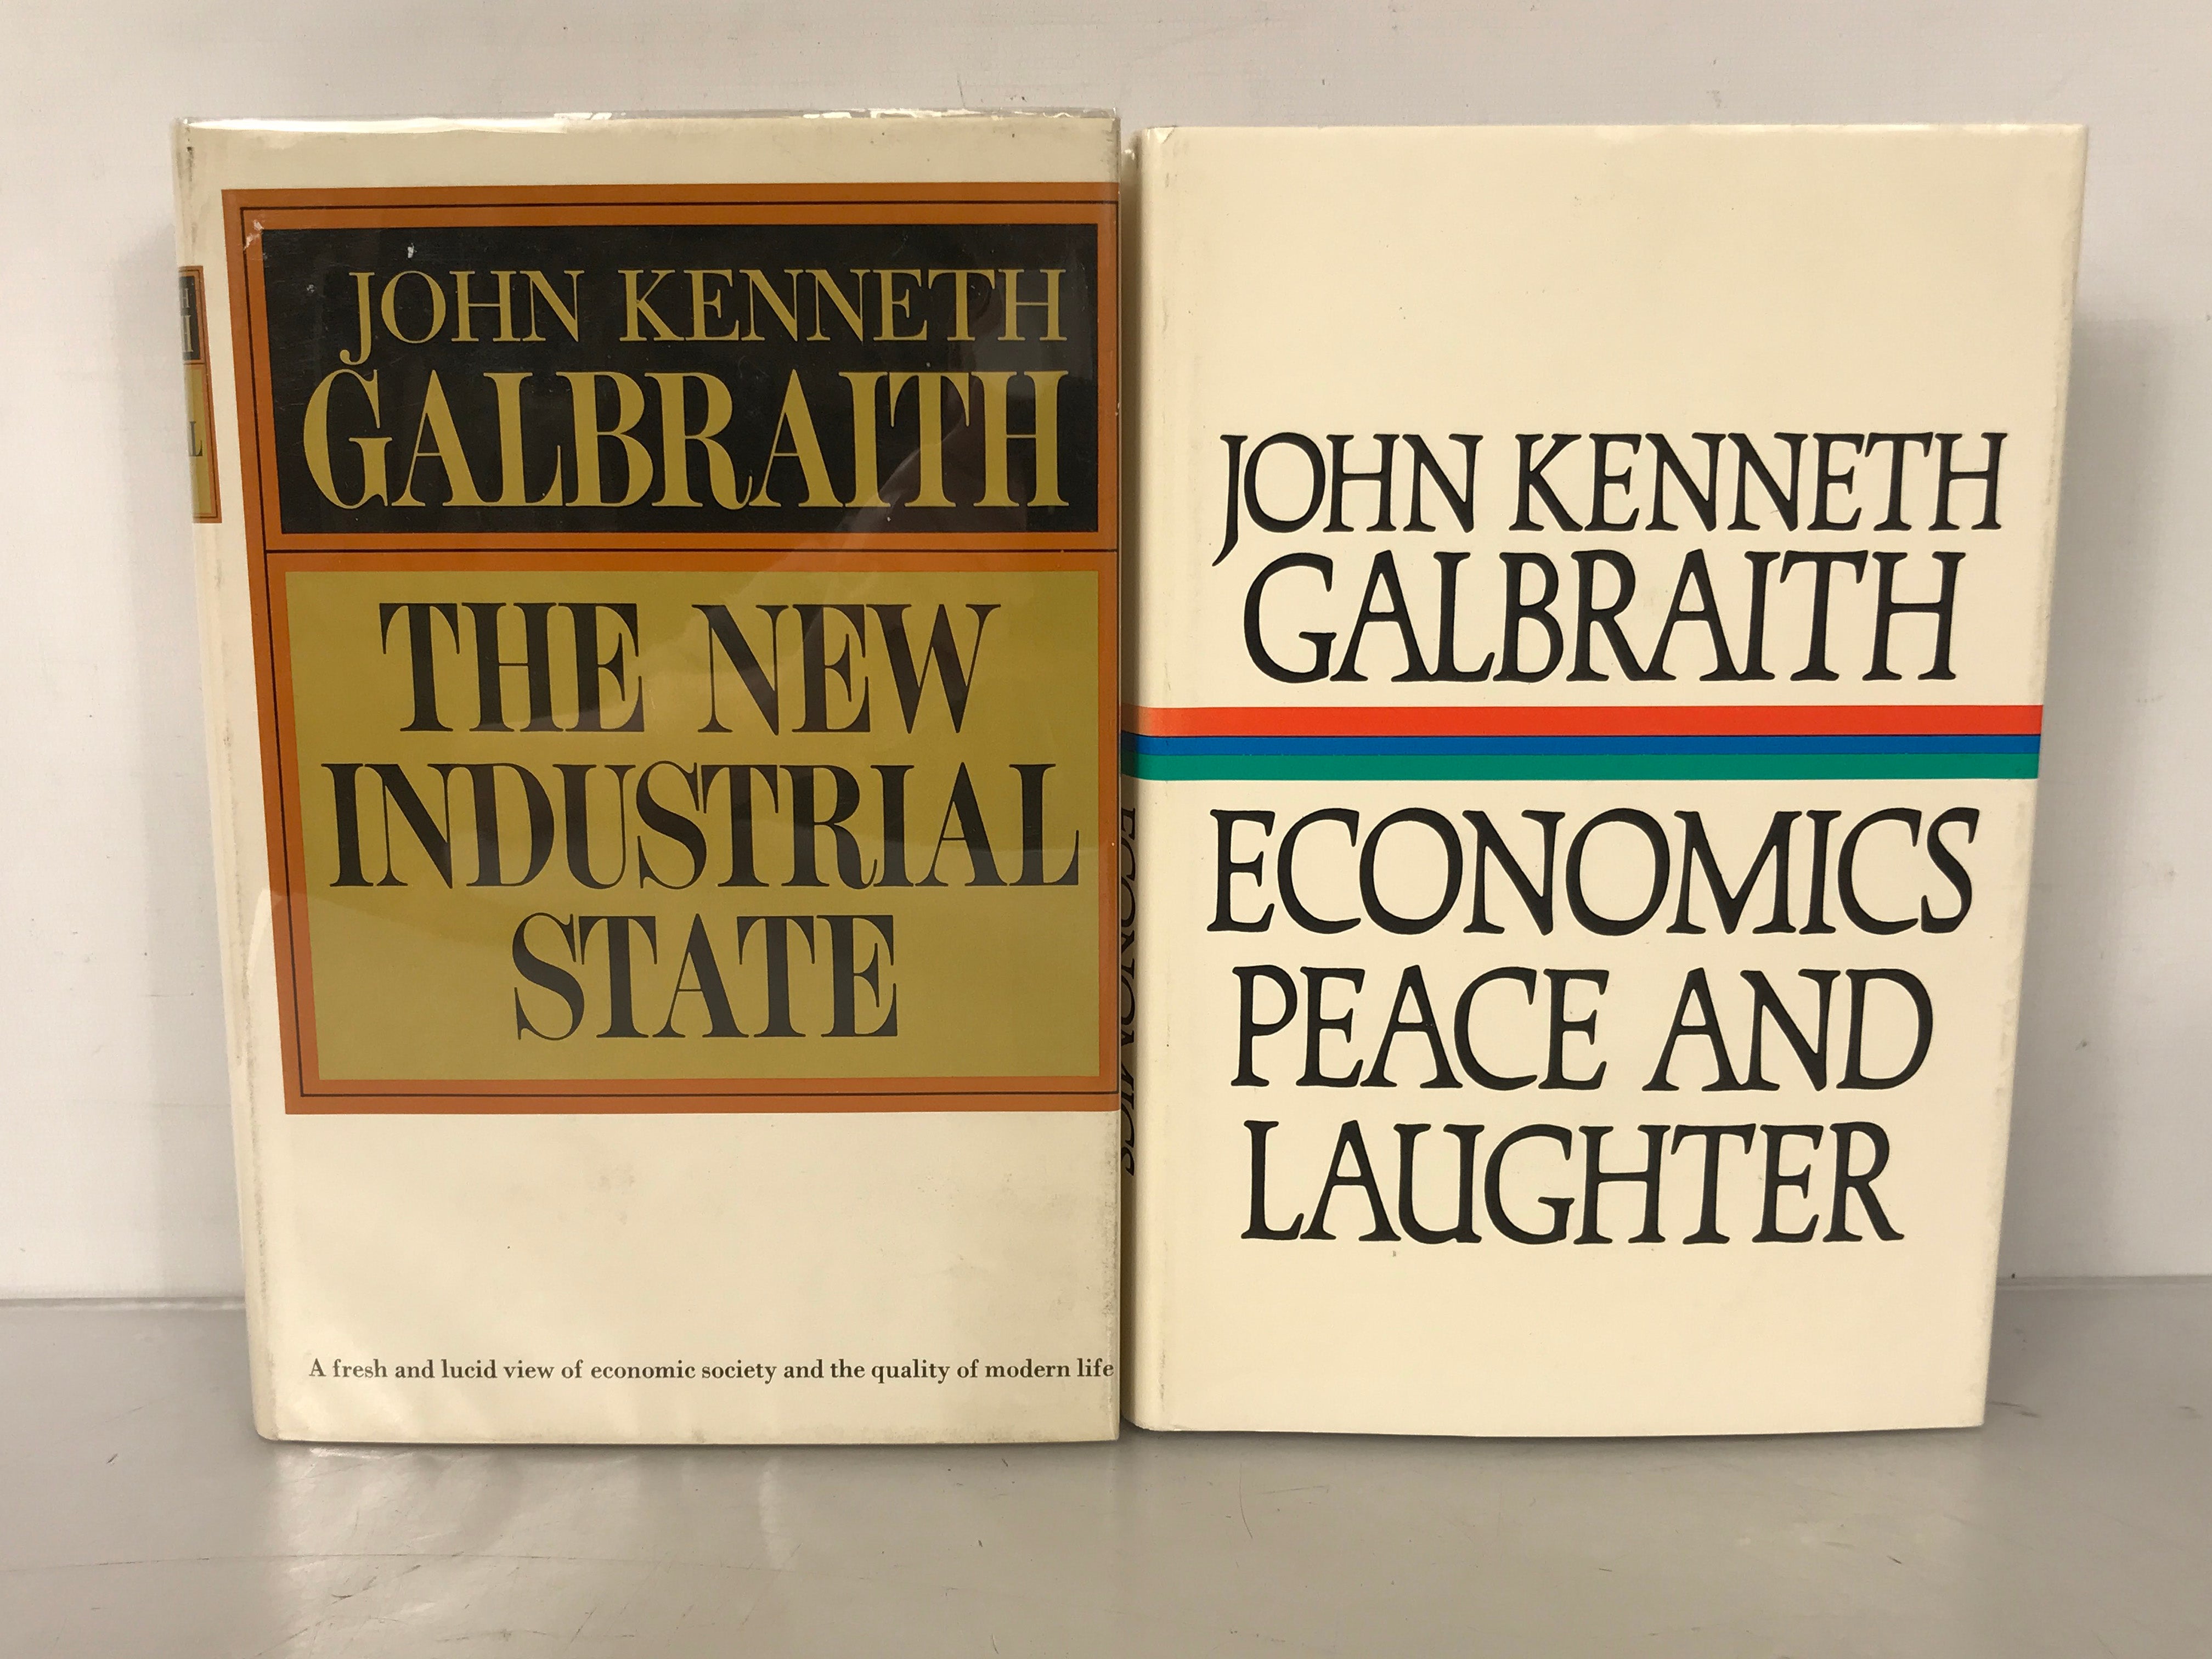 JOHN KENNETH
GALBRAITH
THE NEW
INDUSTRIAL
STATE
A fresh and lucid view of economic society and the quality of modern life
ECONOMICS
JOHN KENNETH
GALBRAITH
ECONOMICS
PEACE AND
LAUGHTER